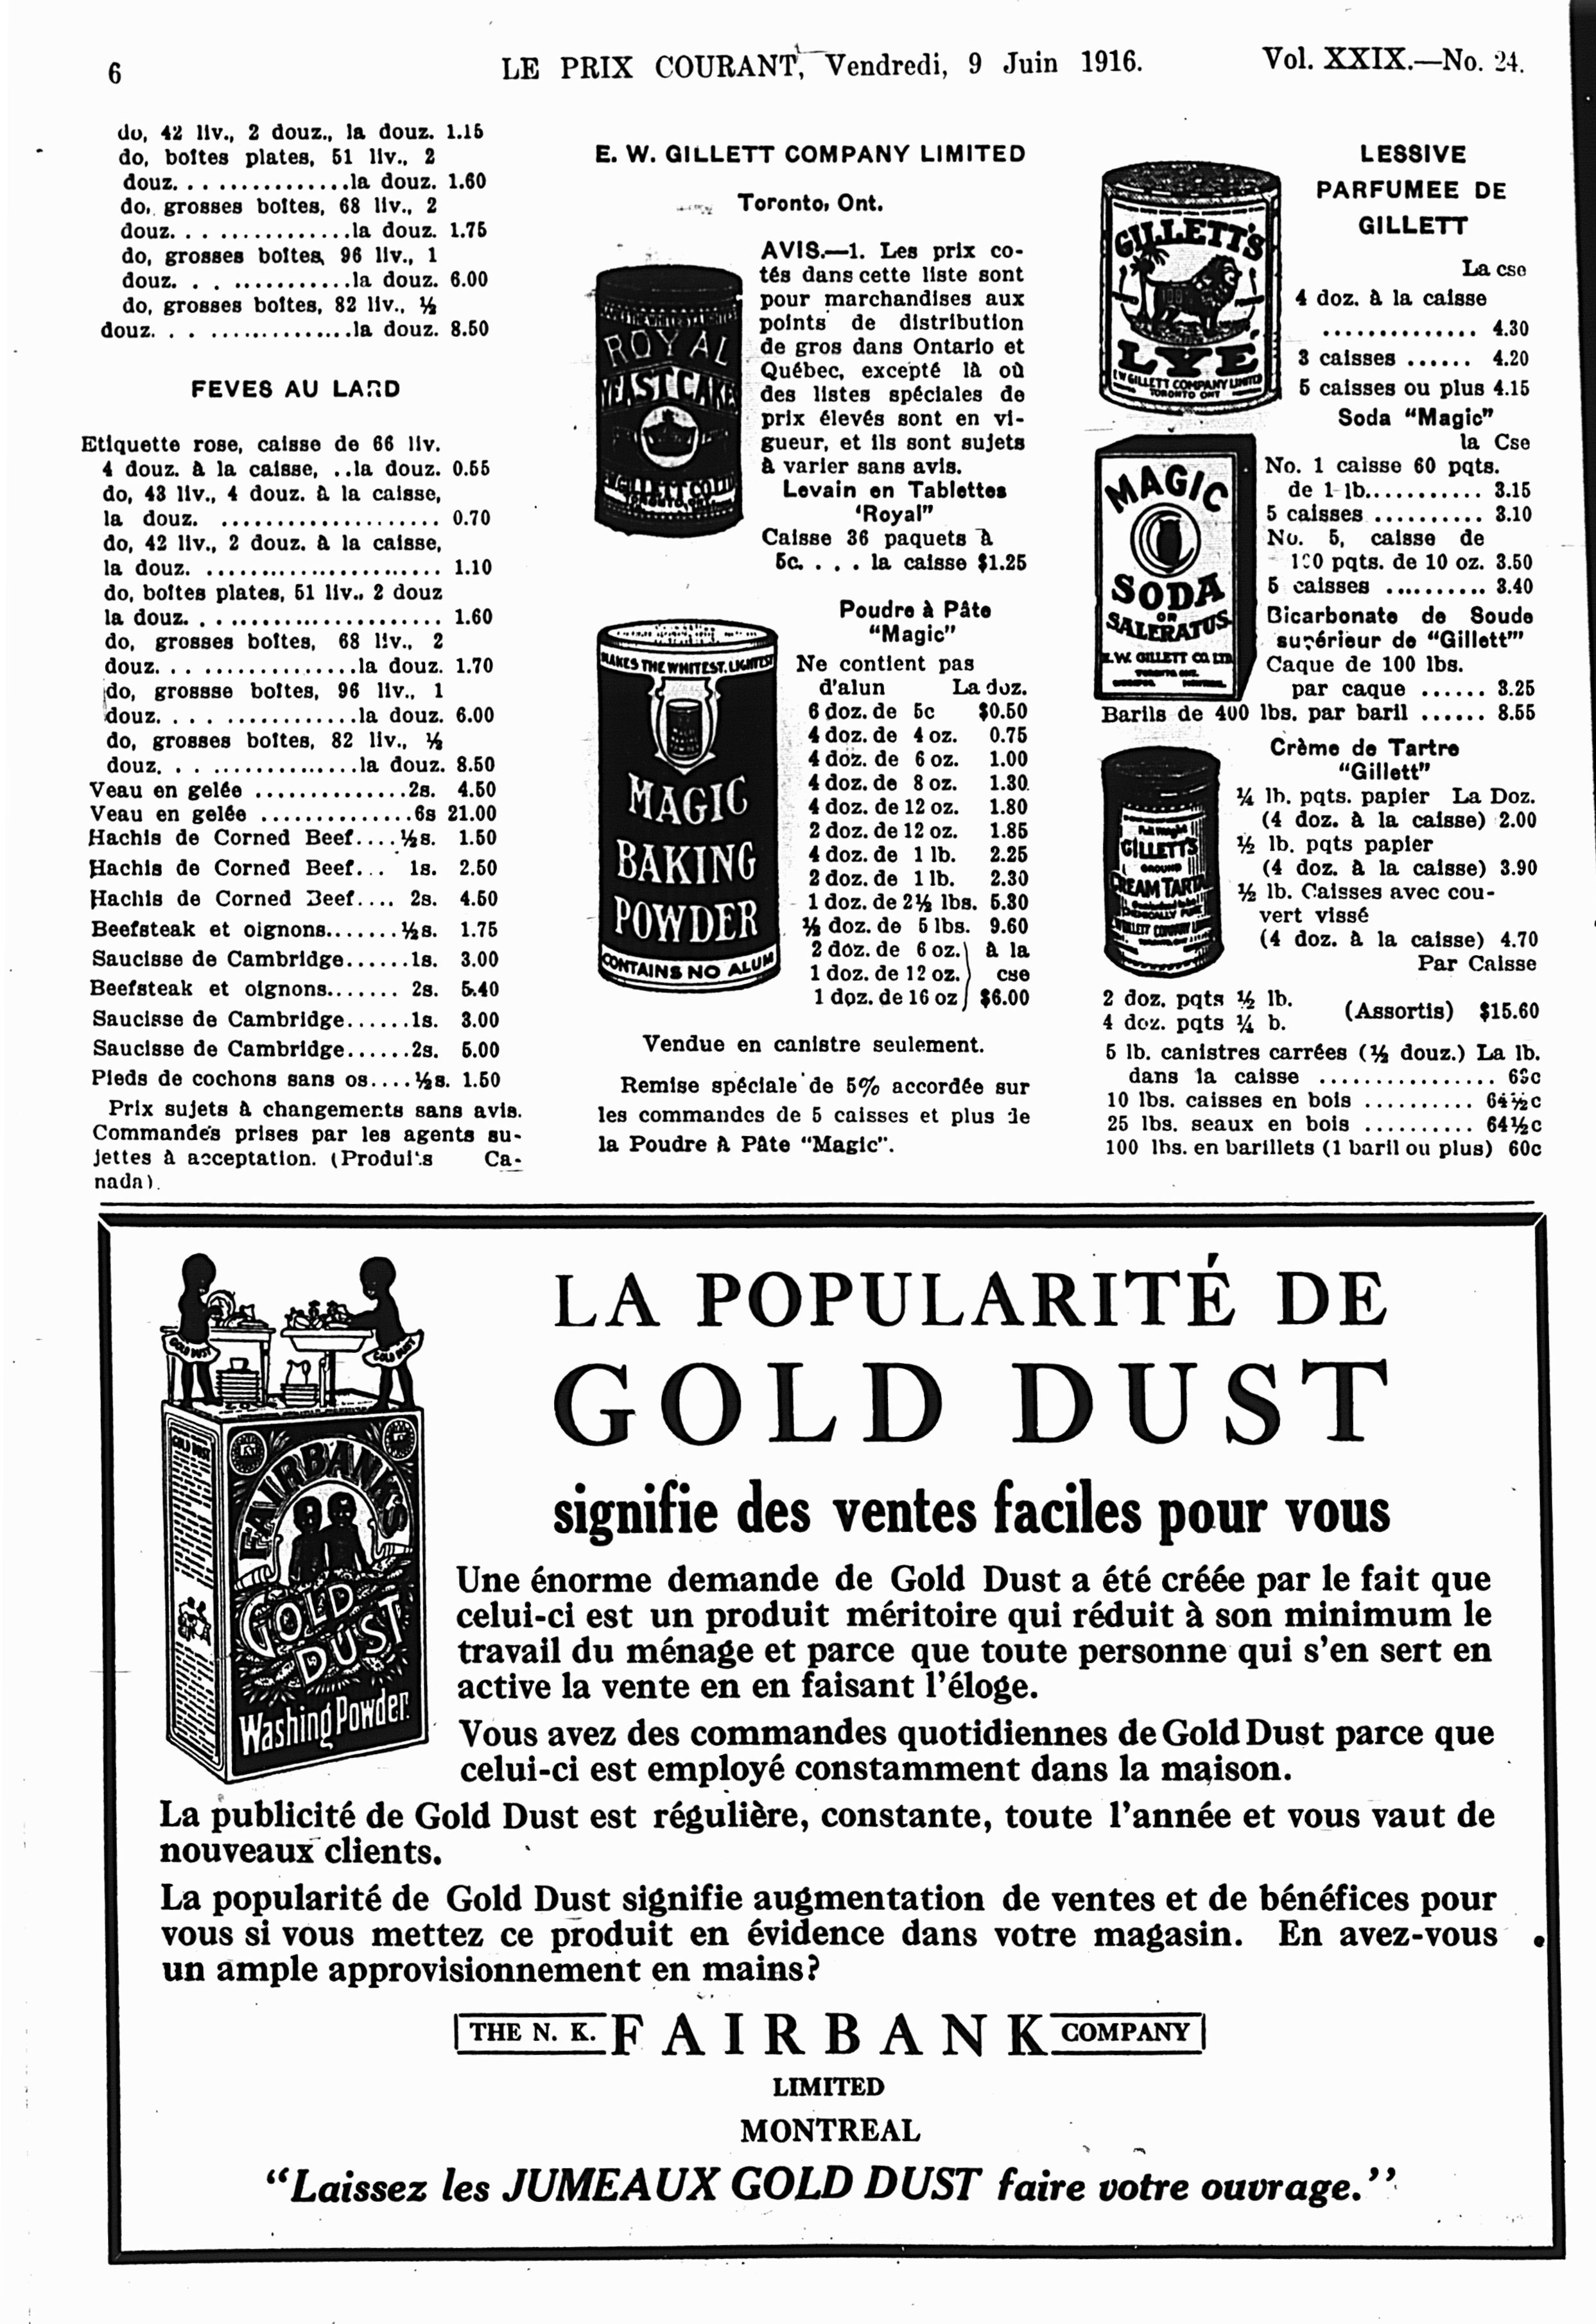 6
LE PRIX COURANT, Vendredi, 9 Juin 1916.
Vol. XXIX.—No. 24.
do, 42 liv., 2 douz., la douz. 1.15
do, boîtes plates, 51 liv., 2
douz. . . .............la douz. 1.60
do, grosses boîtes, 68 liv., 2
douz. . . .............la douz. 1.75
do, grosses boîtes, 96 liv., 1
douz. . . ............la douz. 6.00
do, grosses boîtes, 82 liv., ½
douz. . . ..............la douz. 8.50
FEVES AU LARD
Etiquette rose, caisse de 66 liv.
4 douz. à la caisse, ..la douz. 0.55
do, 43 liv., 4 douz. à la caisse,
la douz. .................... 0.70
do, 42 liv., 2 douz. à la caisse,
la douz. ...................... 1.10
do, boîtes plates, 51 liv., 2 douz
la douz. . ..................... 1.60
do, grosses boîtes, 68 liv., 2
douz. . . ..............la douz. 1.70
do, grossse boîtes, 96 liv., 1
douz. . . . ............la douz. 6.00
do, grosses boîtes, 82 liv., ½
douz. . . ..............la douz. 8.50
Veau en gelée ..............2s. 4.50
Veau en gelée ..............6s 21.00
Hachis de Corned Beef....½s. 1.50
Hachis de Corned Beef... 1s. 2.50
Hachis de Corned Beef.... 2s. 4.50
Beefsteak et oignons.......½s. 1.75
Saucisse de Cambridge......1s. 3.00
Beefsteak et oignons....... 2s. 5.40
Saucisse de Cambridge......1s. 3.00
Saucisse de Cambridge......2s. 5.00
Pieds de cochons sans os....½s. 1.50
Prix sujets à changements sans avis.
Commandes prises par les agents su-
jettes à acceptation. (Produits Ca-
nada).
E. W. GILLETT COMPANY LIMITED
Toronto, Ont.
ROYAL
YEAST CAKES
AVIS.—1. Les prix co-
tés dans cette liste sont
pour marchandises aux
points de distribution
de gros dans Ontario et
Québec, excepté là où
des listes spéciales de
prix élevés sont en vi-
gueur, et ils sont sujets
à varier sans avis.
Levain en Tablettes
'Royal"
Caisse 36 paquets à
5c. . . . la caisse $1.25
MAKES THE WHITEST, LIGHTEST
MAGIC
BAKING
POWDER
CONTAINS NO ALUM
Poudre à Pâte
"Magic"
Ne contient pas
d'alun La doz.
6 doz. de 5c $0.50
4 doz. de 4 oz. 0.75
4 doz. de 6 oz. 1.00
4 doz. de 8 oz. 1.30
4 doz. de 12 oz. 1.80
2 doz. de 12 oz. 1.85
4 doz. de 1 lb. 2.25
2 doz. de 1 lb. 2.30
1 doz. de 2½ lbs. 5.30
½ doz. de 5 lbs. 9.60
2 doz. de 6 oz.) à la
1 doz. de 12 oz.) cse
1 doz. de 16 oz) $6.00
Vendue en canistre seulement.
Remise spéciale de 5% accordée sur
les commandes de 5 caisses et plus de
la Poudre à Pâte "Magic".
GILLETT'S
LYE
E W GILLETT COMPANY LIMITED
TORONTO ONT
LESSIVE
PARFUMEE DE
GILLETT
La cse
4 doz. à la caisse
.............. 4.30
3 caisses ...... 4.20
5 caisses ou plus 4.15
Soda "Magic"
la Cse
MAGIC
SODA
OR
SALERATUS
E.W. GILLETT CO. LTD
No. 1 caisse 60 pqts.
de 1 lb........... 3.15
5 caisses .......... 3.10
No. 5, caisse de
100 pqts. de 10 oz. 3.50
5 caisses .......... 3.40
Bicarbonate de Soude
supérieur de "Gillett'"
Caque de 100 lbs.
par caque ...... 3.25
Barils de 400 lbs. par baril ...... 8.55
Crème de Tartre
"Gillett"
GILLETT'S
GROUND
CREAM TARTAR
¼ lb. pqts. papier La Doz.
(4 doz. à la caisse) 2.00
½ lb. pqts papier
(4 doz. à la caisse) 3.90
½ lb. Caisses avec cou-
vert vissé
(4 doz. à la caisse) 4.70
Par Caisse
2 doz. pqts ½ lb.
4 doz. pqts ¼ b.
(Assortis) $15.60
5 lb. canistres carrées (½ douz.) La lb.
dans la caisse ................
10 lbs. caisses en bois .......... 64½c
25 lbs. seaux en bois .......... 64½c
100 lbs. en barillets (1 baril ou plus) 60c
GOLD DUST
GOLD DUST
GOLD DUST
FAIRBANK'S
GOLD
DUST
Washing Powder
LA POPULARITÉ DE
GOLD DUST
signifie des ventes faciles pour vous
Une énorme demande de Gold Dust a été créée par le fait que
celui-ci est un produit méritoire qui réduit à son minimum le
travail du ménage et parce que toute personne qui s'en sert en
active la vente en en faisant l'éloge.
Vous avez des commandes quotidiennes de Gold Dust parce que
celui-ci est employé constamment dans la maison.
La publicité de Gold Dust est régulière, constante, toute l'année et vous vaut de
nouveaux clients.
La popularité de Gold Dust signifie augmentation de ventes et de bénéfices pour
vous si vous mettez ce produit en évidence dans votre magasin. En avez-vous
un ample approvisionnement en mains?
THE N. K. FAIRBANK COMPANY
LIMITED
MONTREAL
"Laissez les JUMEAUX GOLD DUST faire votre ouvrage."